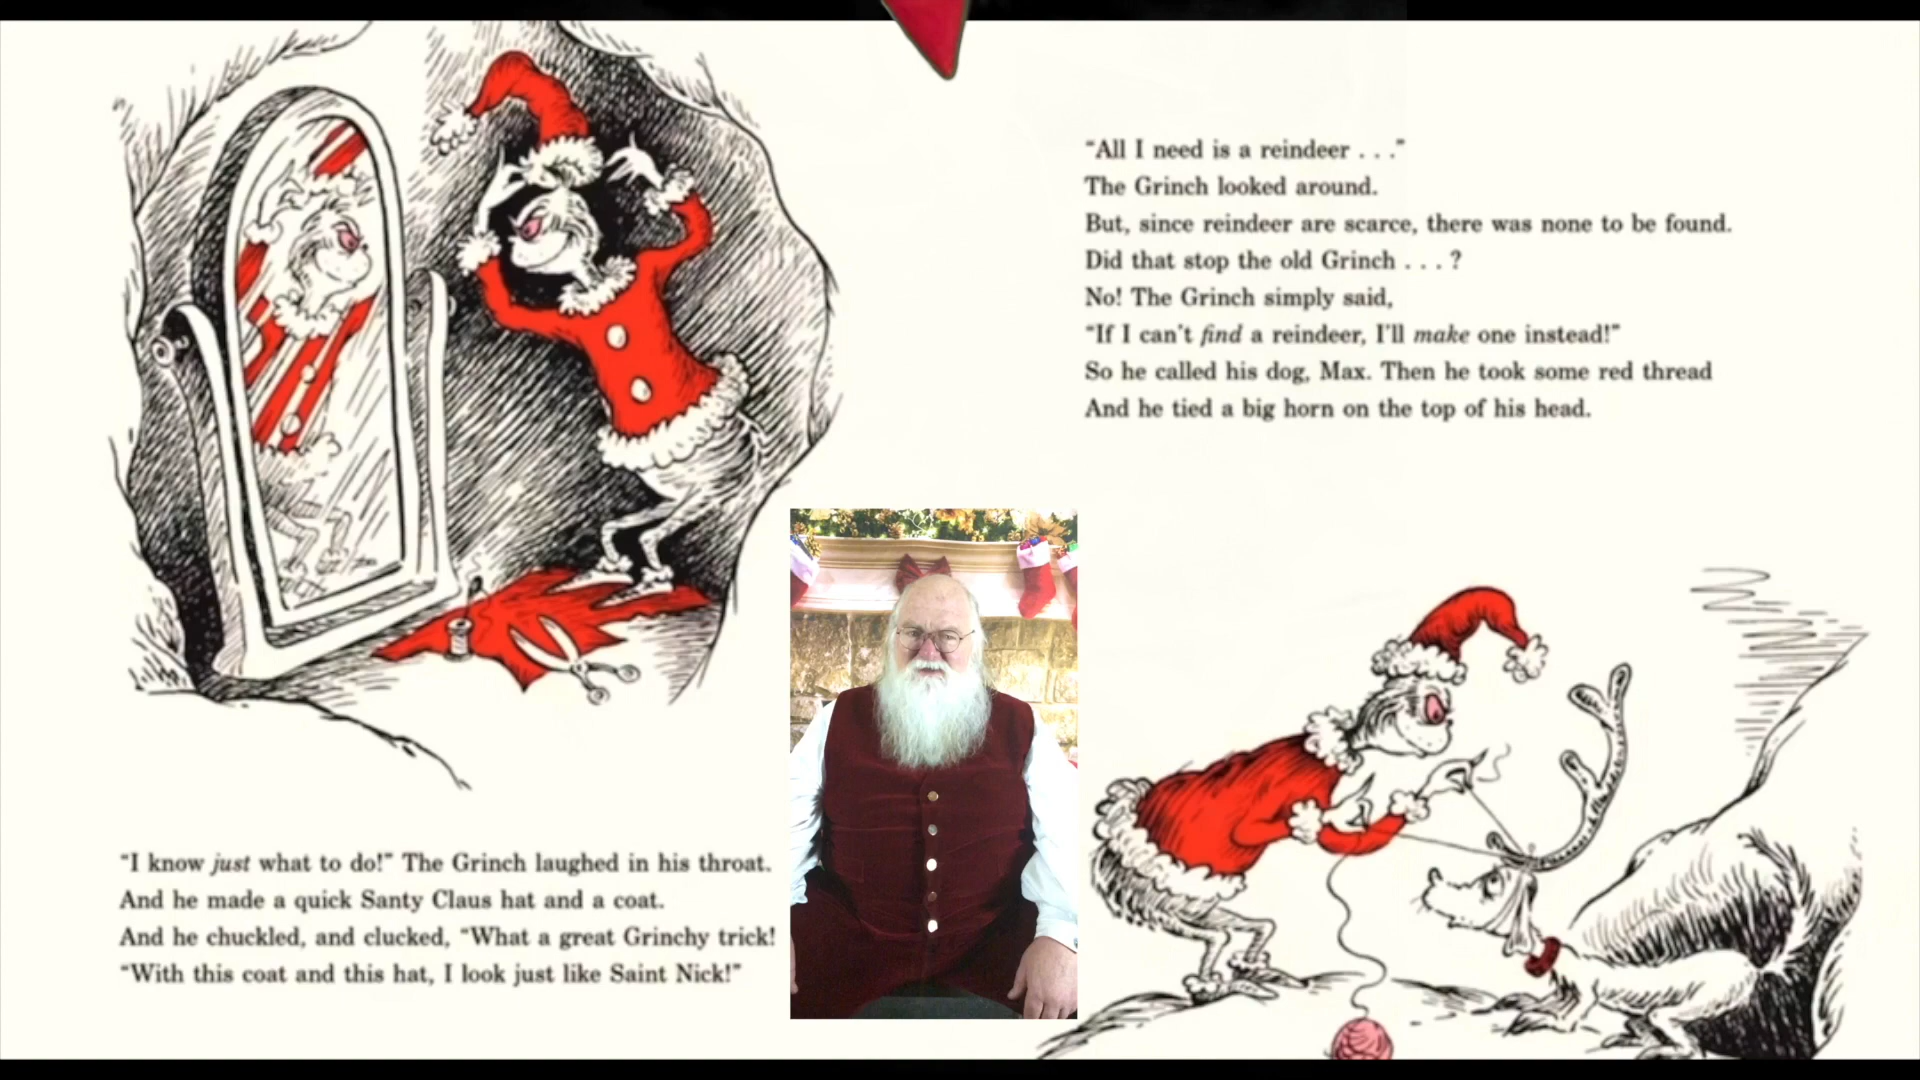 “I know just what to do!” The Grinch laughed in his throat.
And he made a quick Santy Claus hat and a coat.
And he chuckled, and clucked, “What a great Grinchy trick!
“With this coat and this hat, I look just like Saint Nick!”
“All I need is a reindeer . . .”
The Grinch looked around.
But, since reindeer are scarce, there was none to be found.
Did that stop the old Grinch . . . ?
No! The Grinch simply said,
“If I can't find a reindeer, I'll make one instead!”
So he called his dog, Max. Then he took some red thread
And he tied a big horn on the top of his head.